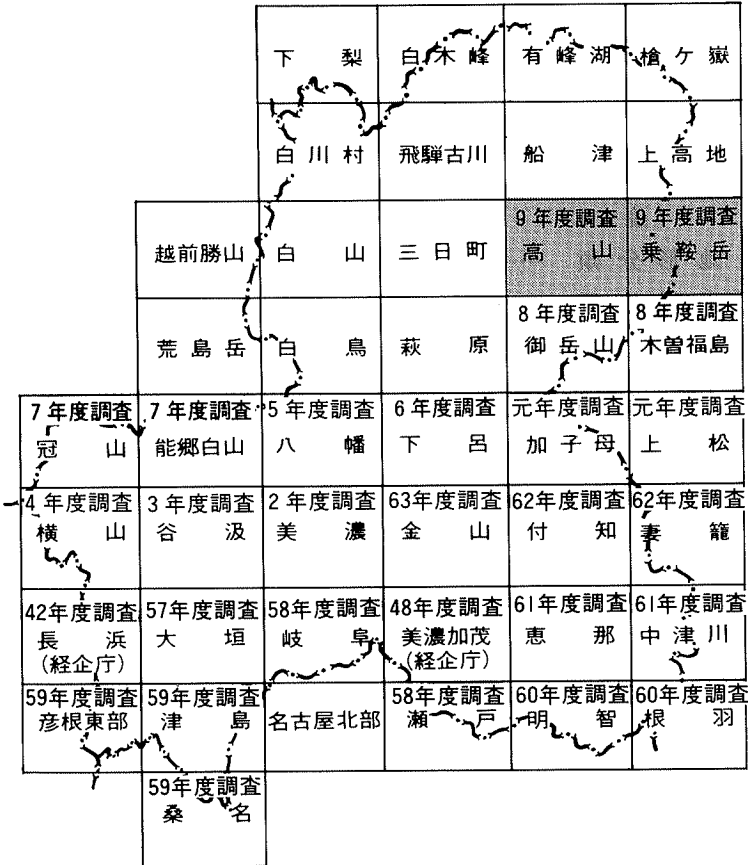 下梨 白木峰 有峰湖 槍ケ嶽
白川村 飛騨古川 船津 上高地
9年度調査 9年度調査
越前勝山 白山 三日町 高山 乗鞍岳
8年度調査 8年度調査
荒島岳 白鳥 萩原 御岳山 木曽福島
7年度調査 7年度調査 5年度調査 6年度調査 元年度調査 元年度調査
冠山 能郷白山 八幡 下呂 加子母 上松
4年度調査 3年度調査 2年度調査 63年度調査 62年度調査 62年度調査
横山 谷汲 美濃 金山 付知 妻籠
42年度調査 57年度調査 58年度調査 48年度調査 61年度調査 61年度調査
長浜 大垣 岐阜 美濃加茂 恵那 中津川
(経企庁) (経企庁)
59年度調査 59年度調査 58年度調査 60年度調査 60年度調査
彦根東部 津島 名古屋北部 瀬戸 明智 根羽
59年度調査
桑名